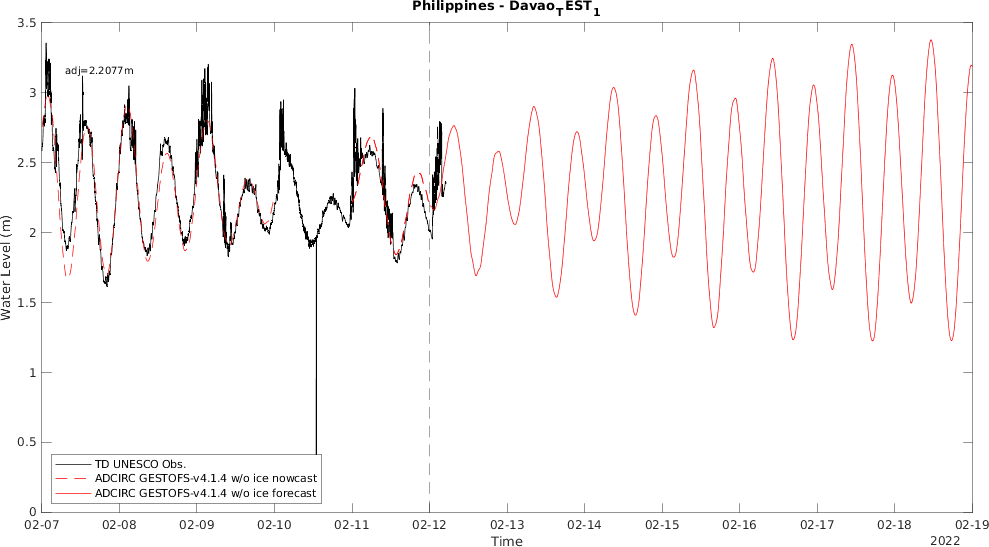 Philippines - DavaoTEST1
3.5
adj=2.2077m
3
2.5
2
1.5
1
0.5
0
Water Level (m)
TD UNESCO Obs.
ADCIRC GESTOFS-v4.1.4 w/o ice nowcast
ADCIRC GESTOFS-v4.1.4 w/o ice forecast
02-07 02-08 02-09 02-10 02-11 02-12 02-13 02-14 02-15 02-16 02-17 02-18 02-19
Time
2022